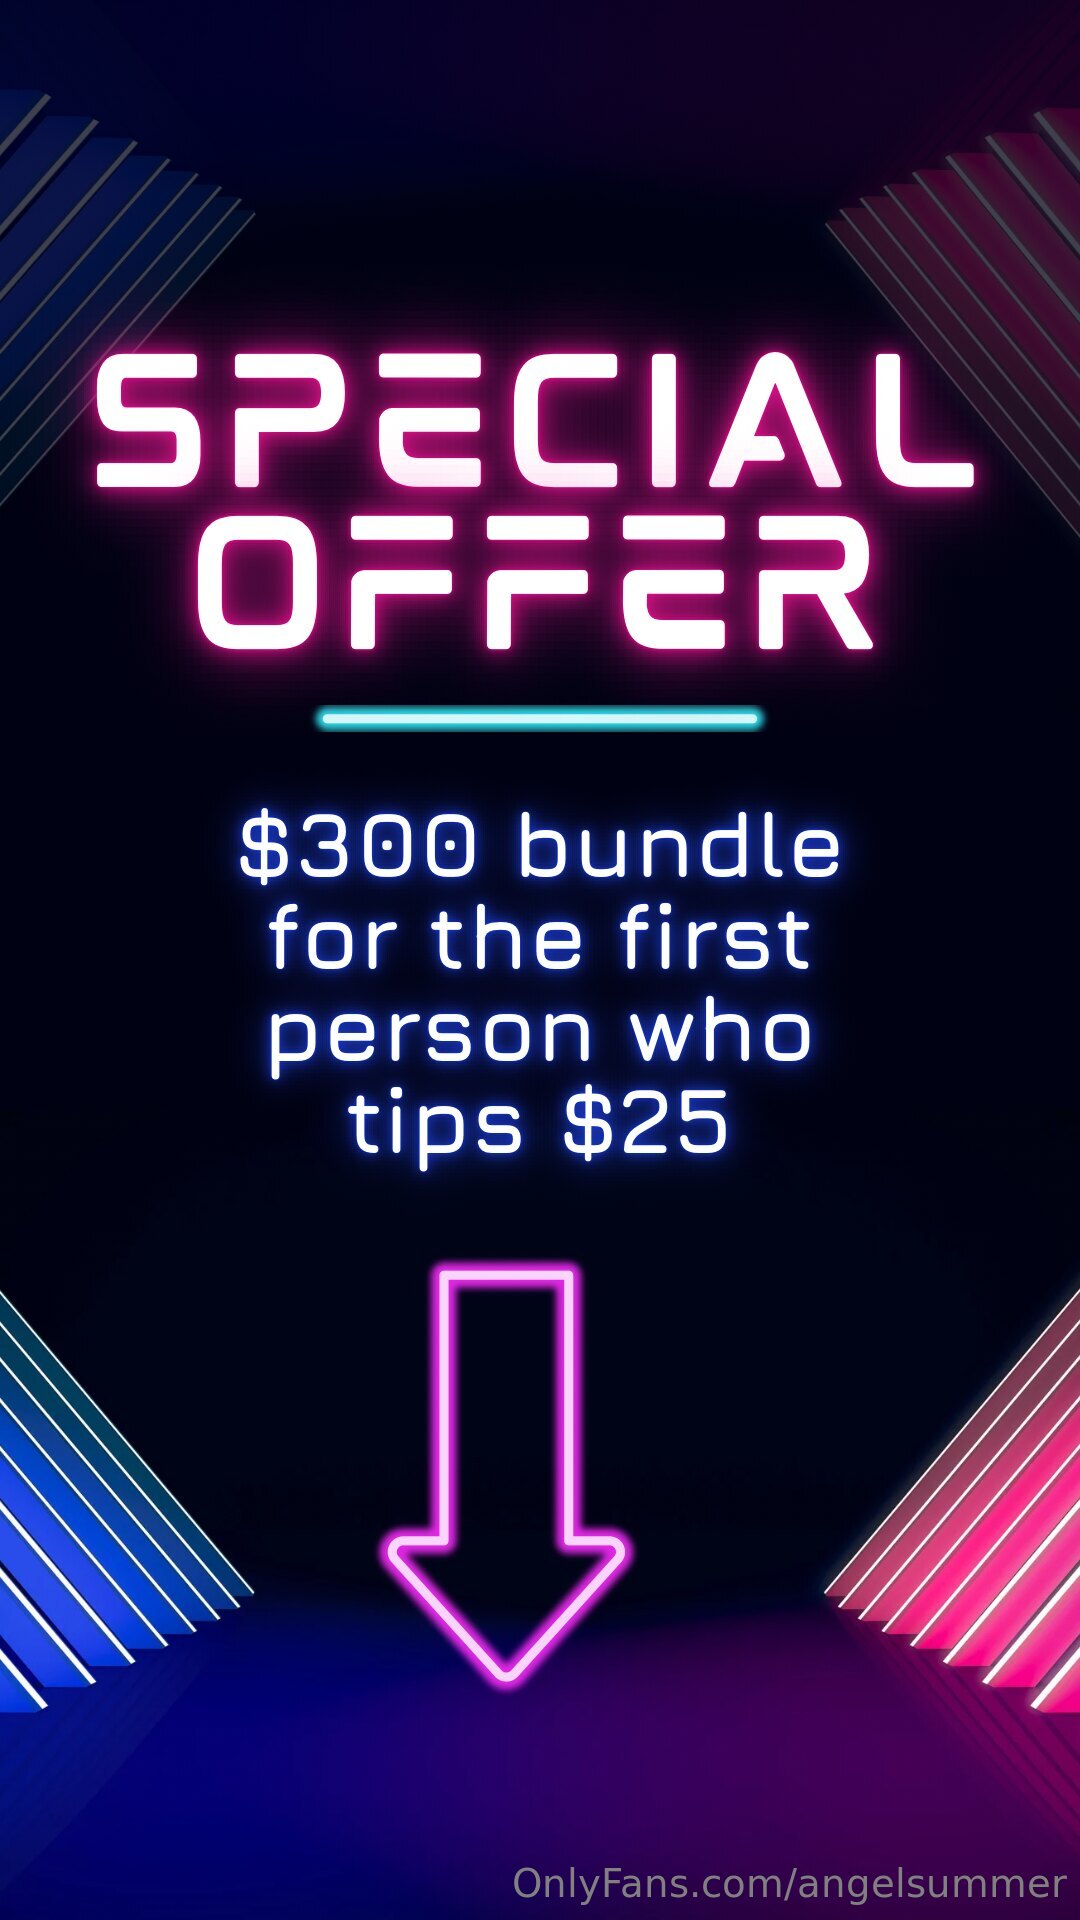 SPECIAL
OFFER
$300 bundle
for the first
person who
tips $25
OnlyFans.com/angelsummer